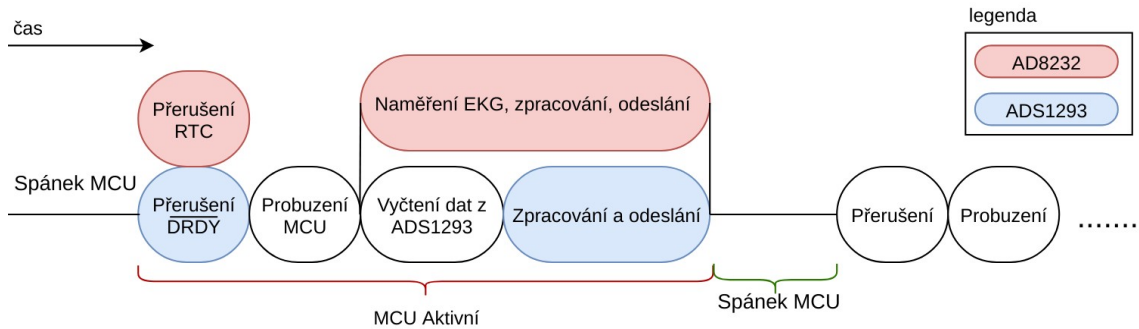 čas
legenda
AD8232
ADS1293
Přerušení
RTC
Naměření EKG, zpracování, odeslání
Spánek MCU
Přerušení
DRDY
Probuzení
MCU
Vyčtení dat z
ADS1293
Zpracování a odeslání
Přerušení
Probuzení
.......
Spánek MCU
MCU Aktivní